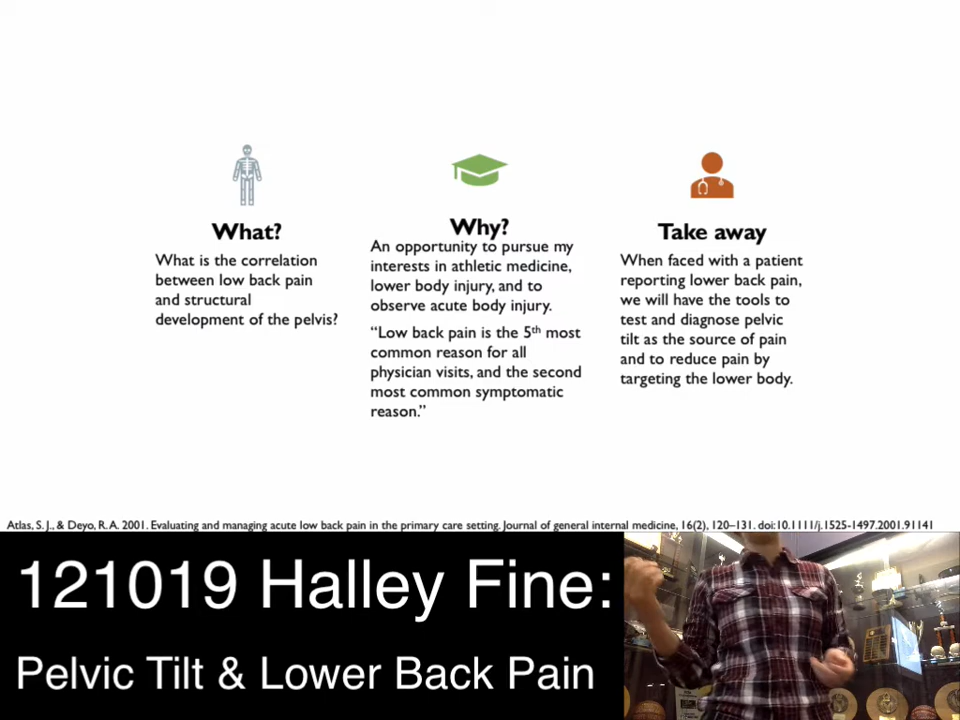 What?
What is the correlation
between low back pain
and structural
development of the pelvis?
Why?
An opportunity to pursue my
interests in athletic medicine,
lower body injury, and to
observe acute body injury.
“Low back pain is the 5th most
common reason for all
physician visits, and the second
most common symptomatic
reason.”
Take away
When faced with a patient
reporting lower back pain,
we will have the tools to
test and diagnose pelvic
tilt as the source of pain
and to reduce pain by
targeting the lower body.
Atlas, S. J., & Deyo, R. A. 2001. Evaluating and managing acute low back pain in the primary care setting. Journal of general internal medicine, 16(2), 120–131. doi:10.1111/j.1525-1497.2001.91141
121019 Halley Fine:
Pelvic Tilt & Lower Back Pain